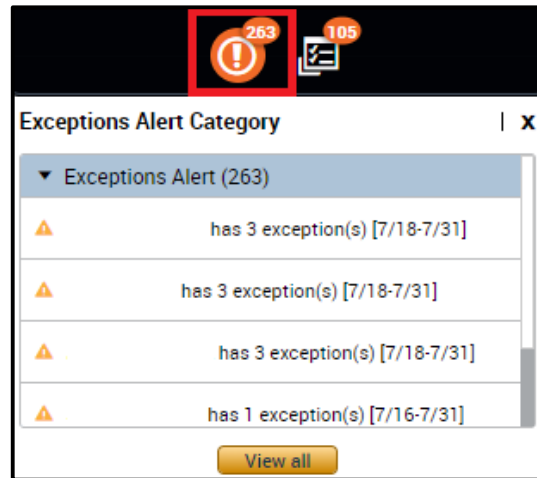 263 105
Exceptions Alert Category | X
Exceptions Alert (263)
has 3 exception(s) [7/18-7/31]
has 3 exception(s) [7/18-7/31]
has 3 exception(s) [7/18-7/31]
has 1 exception(s) [7/16-7/31]
View all